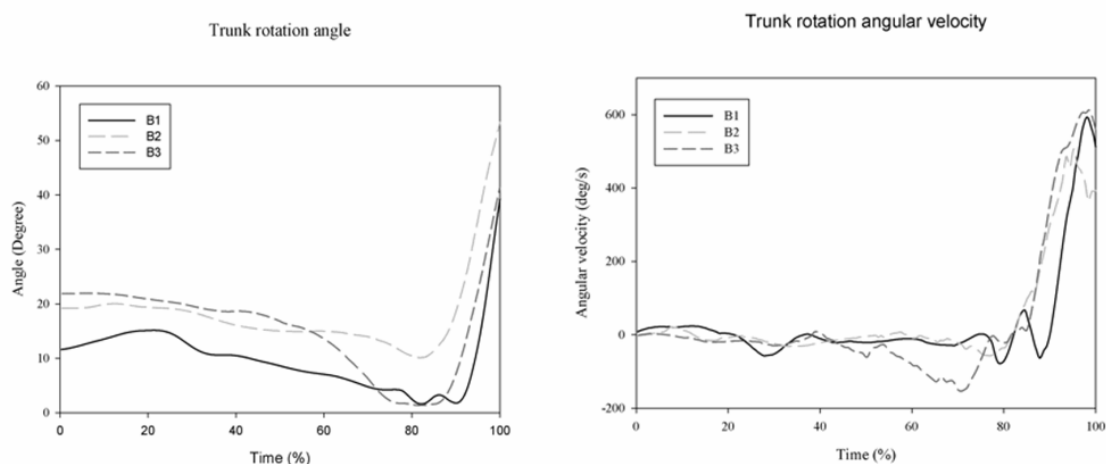 Trunk rotation angle
60
50
40
30
20
10
0
Angle (Degree)
B1
B2
B3
0 20 40 60 80 100
Time (%)
Trunk rotation angular velocity
600
400
200
0
-200
Angular velocity (deg/s)
B1
B2
B3
0 20 40 60 80 100
Time (%)